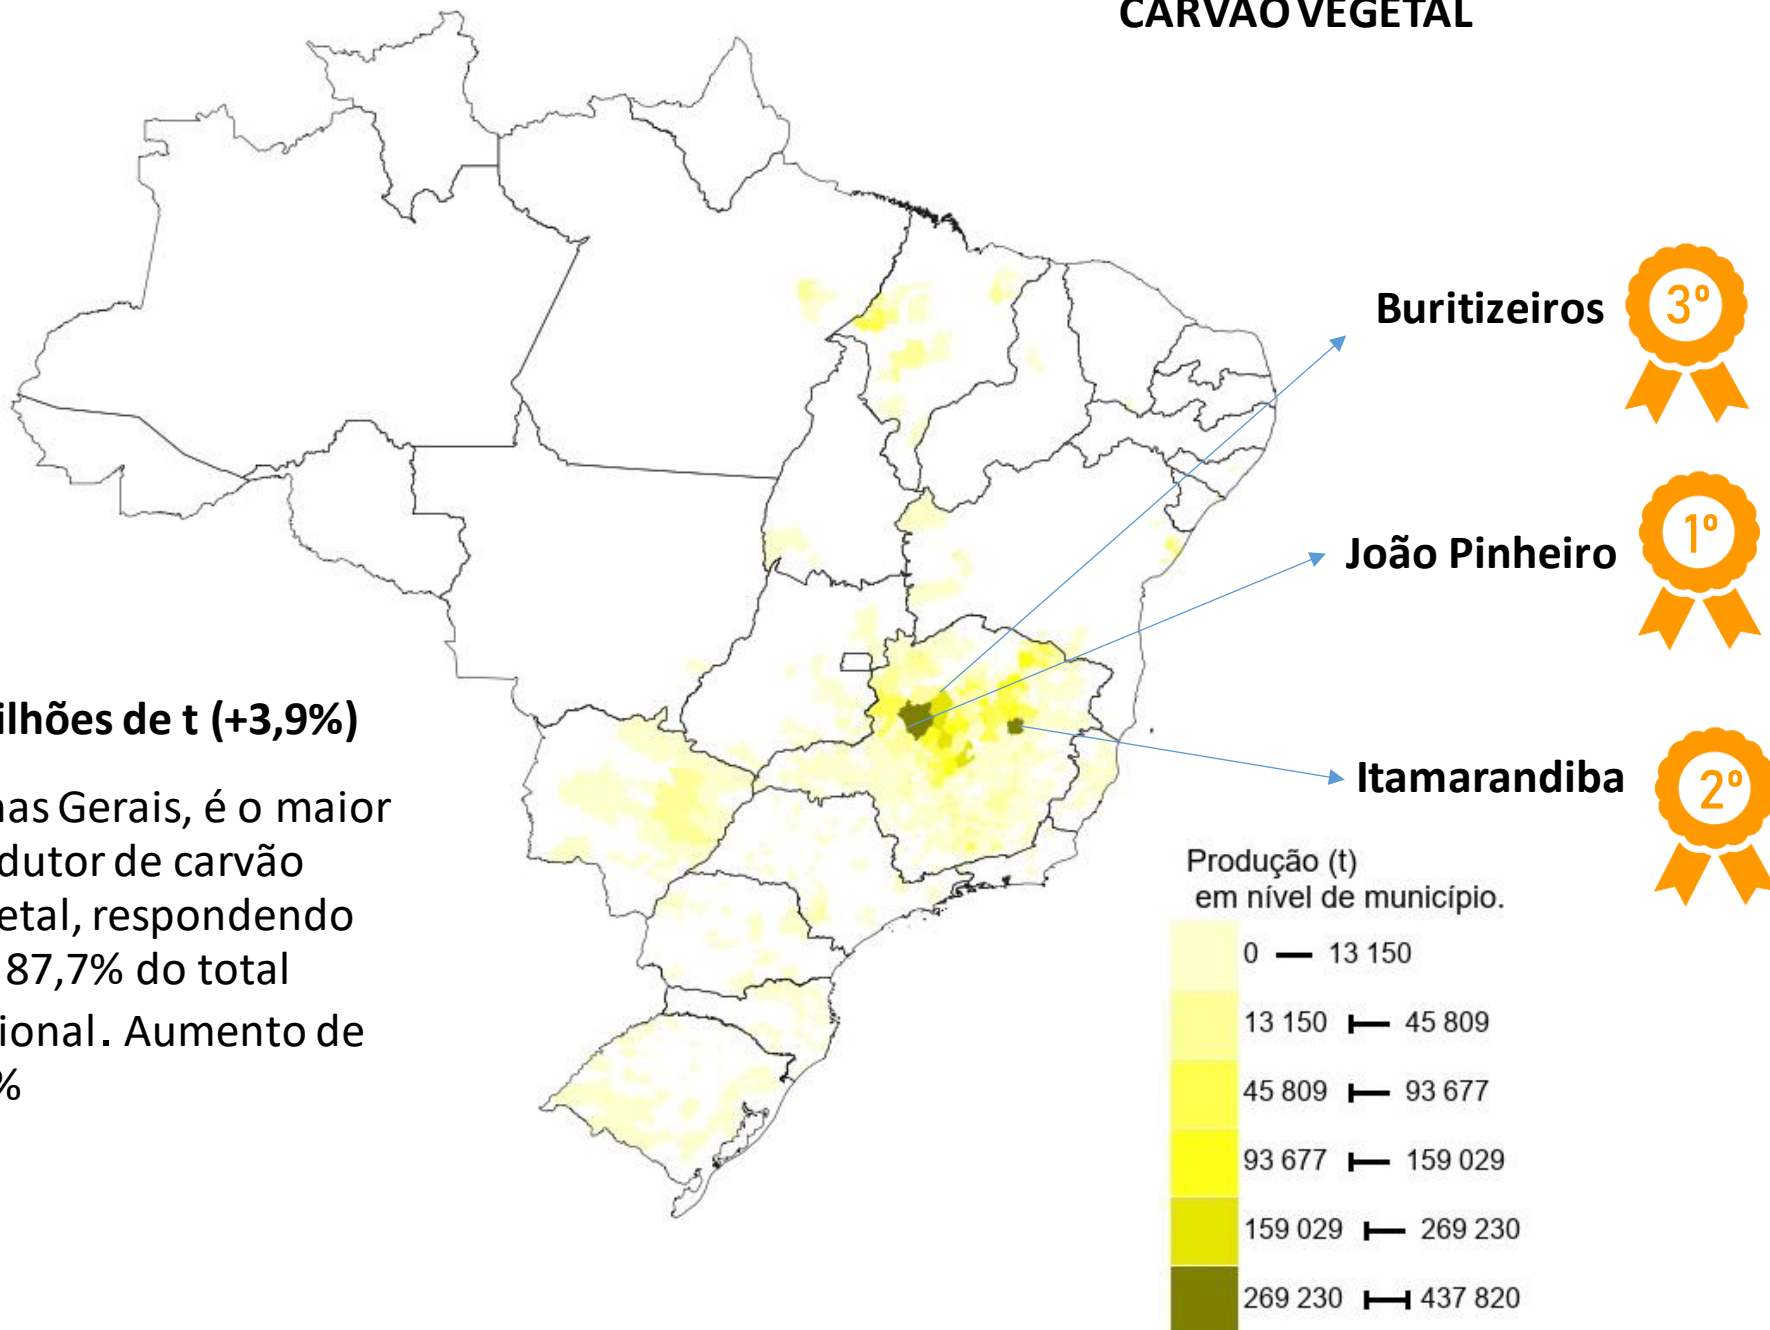 CARVÃO VEGETAL
Buritizeiros
3º
João Pinheiro
1º
Itamarandiba
2º
ilhões de t (+3,9%)
nas Gerais, é o maior
dutor de carvão
etal, respondendo
87,7% do total
ional. Aumento de
%
Produção (t)
em nível de município.
0 — 13 150
13 150 ⊢ 45 809
45 809 ⊢ 93 677
93 677 ⊢ 159 029
159 029 ⊢ 269 230
269 230 ⊢⊣ 437 820